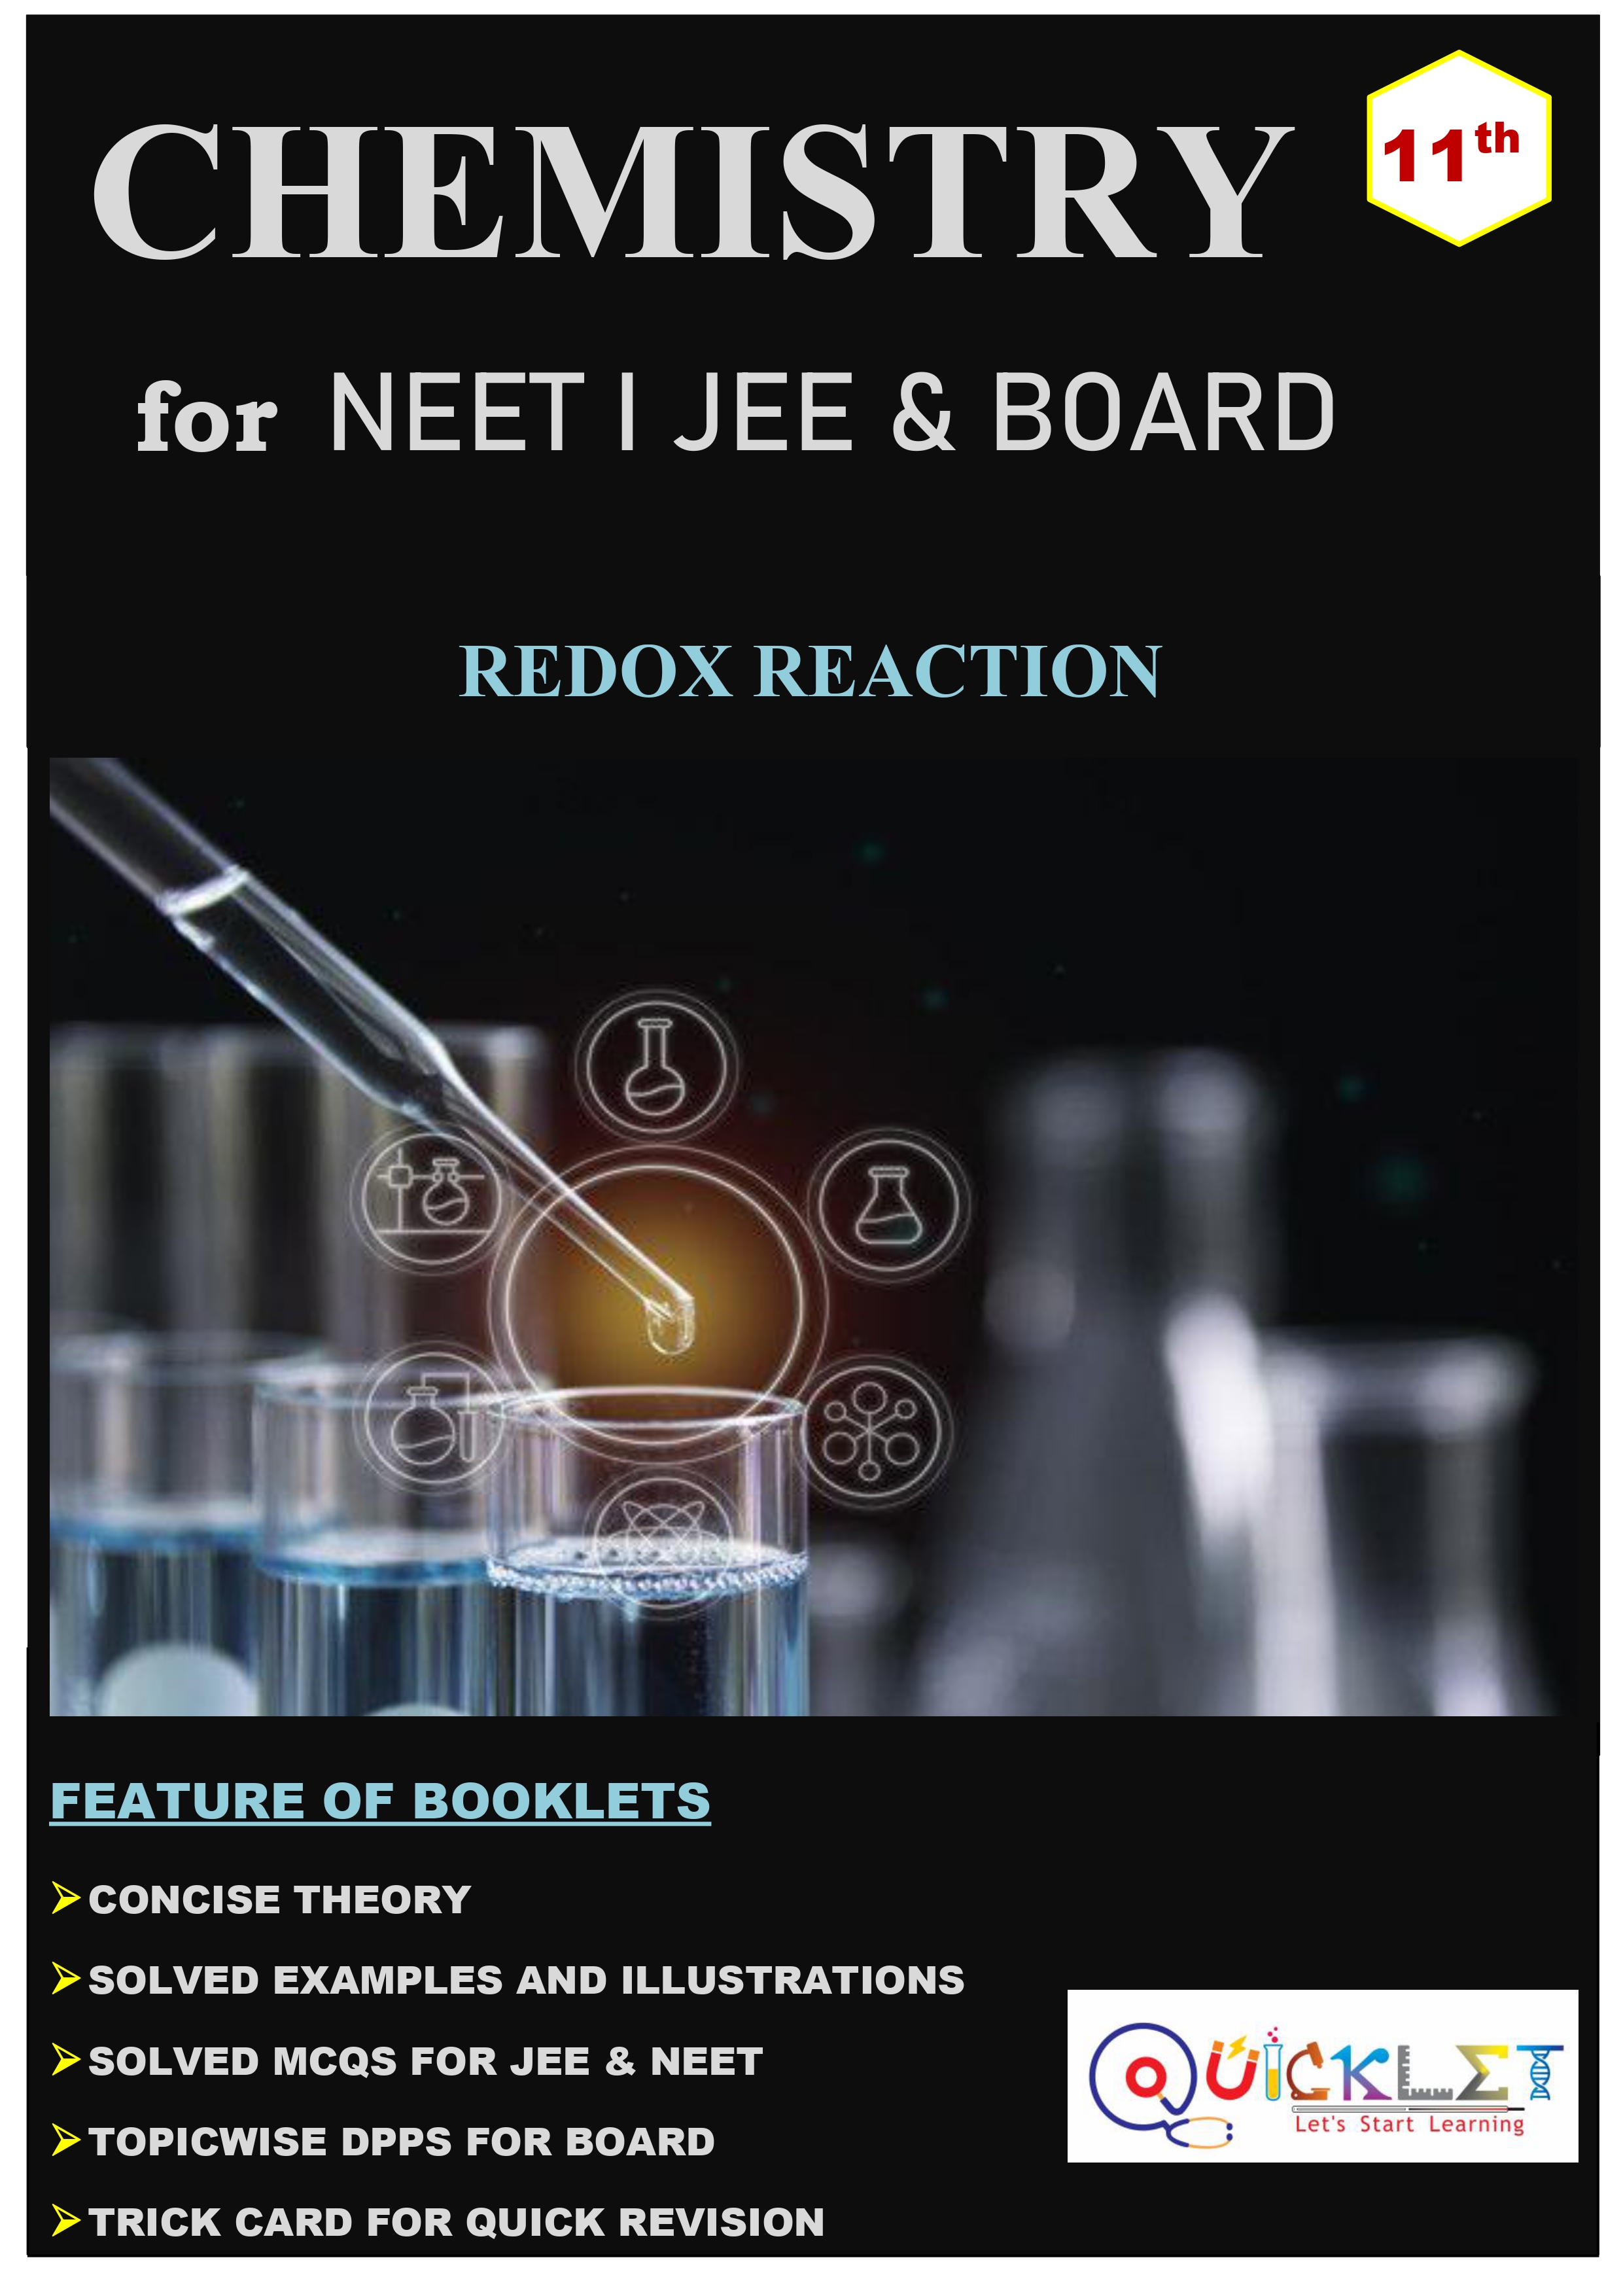 CHEMISTRY
11th
for NEET I JEE & BOARD
REDOX REACTION
FEATURE OF BOOKLETS
CONCISE THEORY
SOLVED EXAMPLES AND ILLUSTRATIONS
SOLVED MCQS FOR JEE & NEET
TOPICWISE DPPS FOR BOARD
TRICK CARD FOR QUICK REVISION
QUICKLET
Let's Start Learning